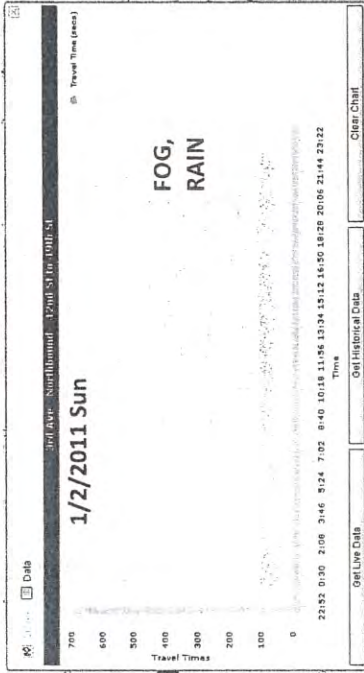 Data
3rd Ave - Northbound - 42nd St to 49th St
1/2/2011 Sun
Travel Time (secs)
FOG,
RAIN
700
600
500
400
300
200
100
0
Travel Times
22:52 0:30 2:08 3:46 5:24 7:02 8:40 10:18 11:56 13:34 15:12 16:50 18:28 20:06 21:44 23:22
Time
Get Live Data
Get Historical Data
Clear Chart